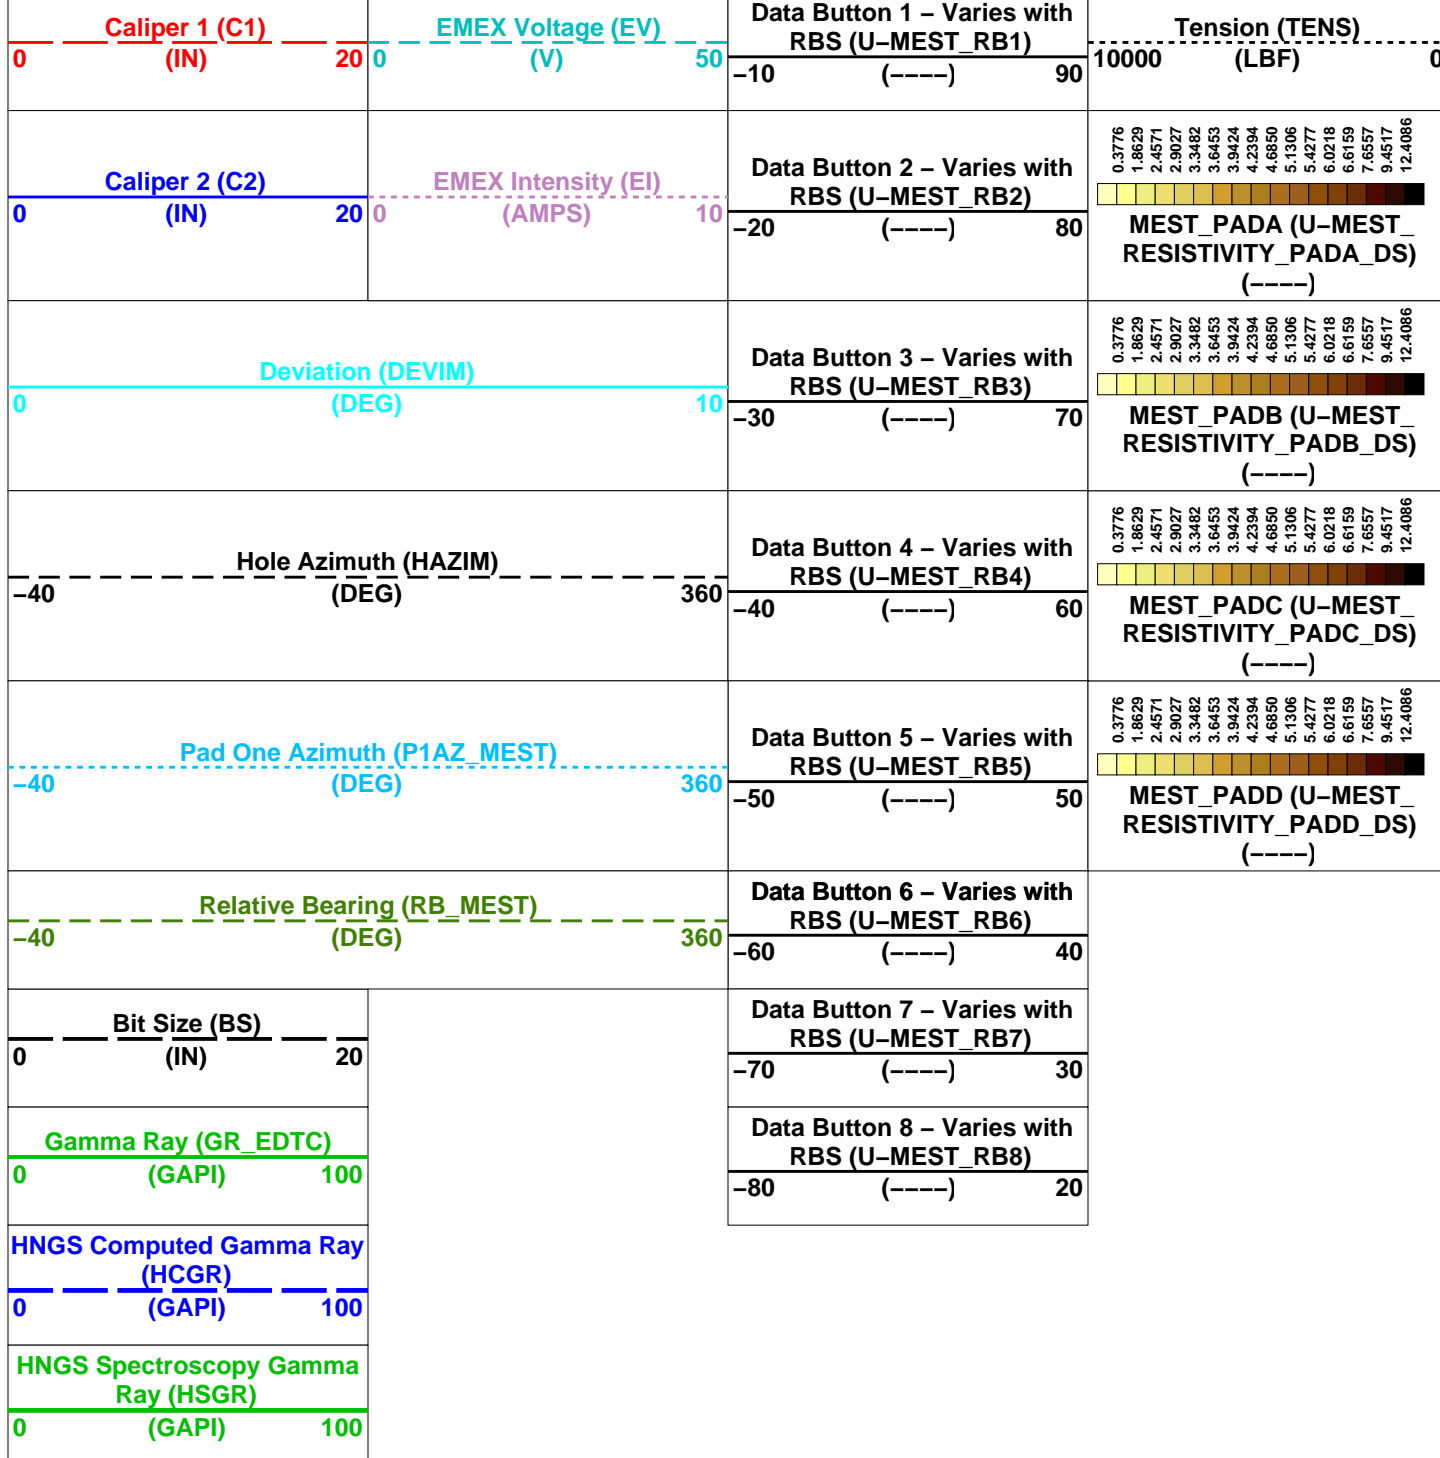 Caliper 1 (C1)
0 (IN) 20
EMEX Voltage (EV)
0 (V) 50
Data Button 1 – Varies with
RBS (U–MEST_RB1)
–10 (––––) 90
Tension (TENS)
10000 (LBF) 0
Caliper 2 (C2)
0 (IN) 20
EMEX Intensity (EI)
0 (AMPS) 10
Data Button 2 – Varies with
RBS (U–MEST_RB2)
–20 (––––) 80
0.3776
1.8629
2.4571
2.9027
3.3482
3.6453
3.9424
4.2394
4.6850
5.1306
5.4277
6.0218
6.6159
7.6557
9.4517
12.4086
MEST_PADA (U–MEST_
RESISTIVITY_PADA_DS)
(––––)
Deviation (DEVIM)
0 (DEG) 10
Data Button 3 – Varies with
RBS (U–MEST_RB3)
–30 (––––) 70
0.3776
1.8629
2.4571
2.9027
3.3482
3.6453
3.9424
4.2394
4.6850
5.1306
5.4277
6.0218
6.6159
7.6557
9.4517
12.4086
MEST_PADB (U–MEST_
RESISTIVITY_PADB_DS)
(––––)
Hole Azimuth (HAZIM)
–40 (DEG) 360
Data Button 4 – Varies with
RBS (U–MEST_RB4)
–40 (––––) 60
0.3776
1.8629
2.4571
2.9027
3.3482
3.6453
3.9424
4.2394
4.6850
5.1306
5.4277
6.0218
6.6159
7.6557
9.4517
12.4086
MEST_PADC (U–MEST_
RESISTIVITY_PADC_DS)
(––––)
Pad One Azimuth (P1AZ_MEST)
–40 (DEG) 360
Data Button 5 – Varies with
RBS (U–MEST_RB5)
–50 (––––) 50
0.3776
1.8629
2.4571
2.9027
3.3482
3.6453
3.9424
4.2394
4.6850
5.1306
5.4277
6.0218
6.6159
7.6557
9.4517
12.4086
MEST_PADD (U–MEST_
RESISTIVITY_PADD_DS)
(––––)
Relative Bearing (RB_MEST)
–40 (DEG) 360
Data Button 6 – Varies with
RBS (U–MEST_RB6)
–60 (––––) 40
Bit Size (BS)
0 (IN) 20
Data Button 7 – Varies with
RBS (U–MEST_RB7)
–70 (––––) 30
Gamma Ray (GR_EDTC)
0 (GAPI) 100
Data Button 8 – Varies with
RBS (U–MEST_RB8)
–80 (––––) 20
HNGS Computed Gamma Ray
(HCGR)
0 (GAPI) 100
HNGS Spectroscopy Gamma
Ray (HSGR)
0 (GAPI) 100